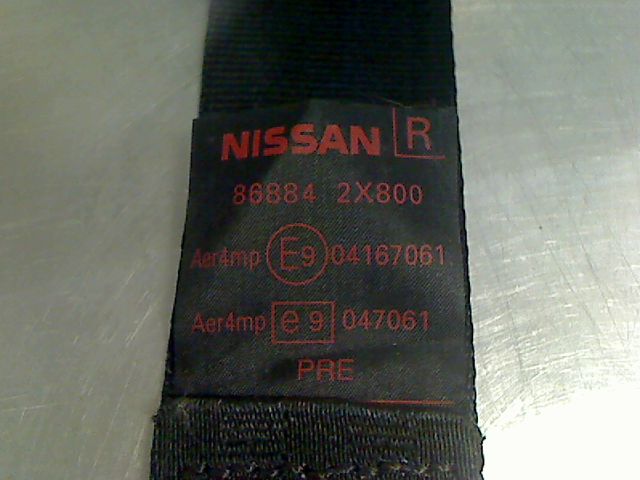 NISSAN R
86884 2X800
Aer4mp E9 04167061
Aer4mp e9 047061
PRE